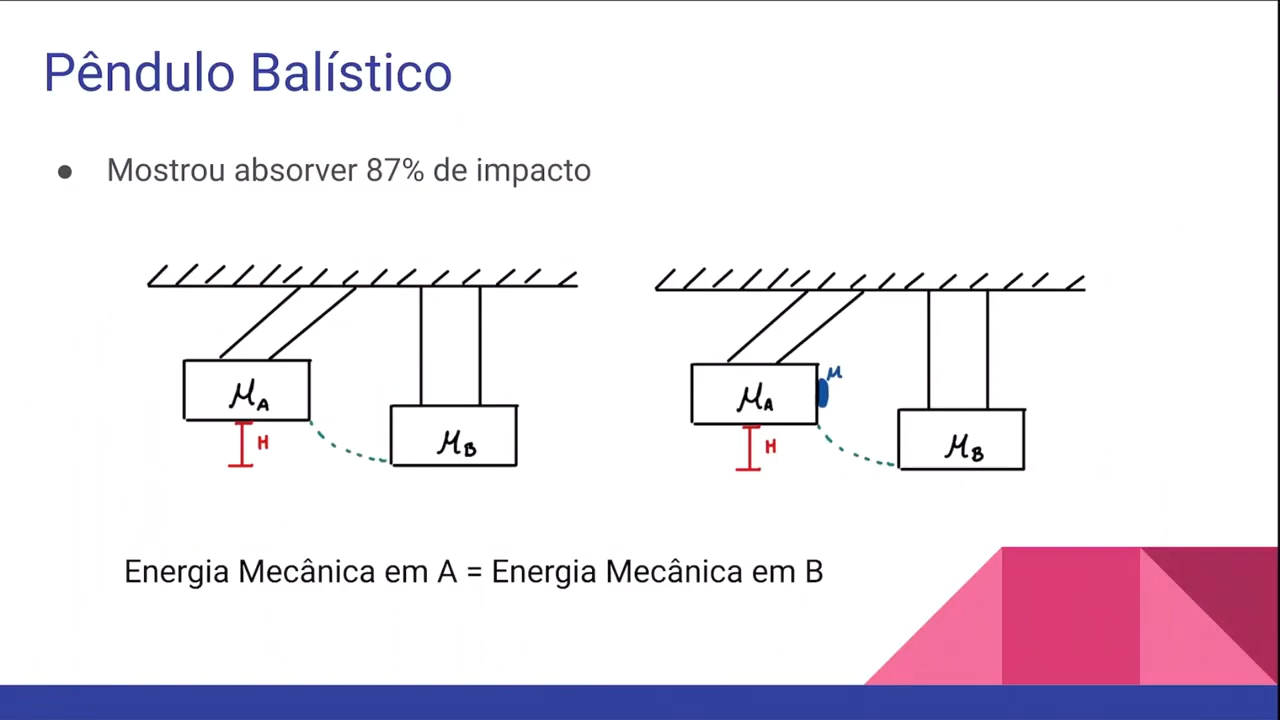 Pêndulo Balístico
● Mostrou absorver 87% de impacto
M_A
H
M_B
M_A
M
H
M_B
Energia Mecânica em A = Energia Mecânica em B